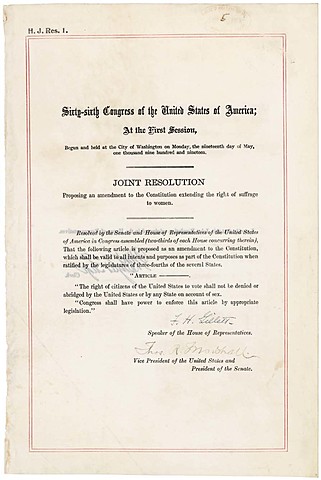 5
H. J. Res. 1.
Sixty-sixth Congress of the United States of America;
At the First Session,
Begun and held at the City of Washington on Monday, the nineteenth day of May,
one thousand nine hundred and nineteen.
JOINT RESOLUTION
Proposing an amendment to the Constitution extending the right of suffrage
to women.
Resolved by the Senate and House of Representatives of the United States
of America in Congress assembled (two-thirds of each House concurring therein),
That the following article is proposed as an amendment to the Constitution,
which shall be valid to all intents and purposes as part of the Constitution when
ratified by the legislatures of three-fourths of the several States.
"ARTICLE ————.
"The right of citizens of the United States to vote shall not be denied or
abridged by the United States or by any State on account of sex.
"Congress shall have power to enforce this article by appropriate
legislation."
F. H. Gillett
Speaker of the House of Representatives.
Thos. R. Marshall
Vice President of the United States and
President of the Senate.